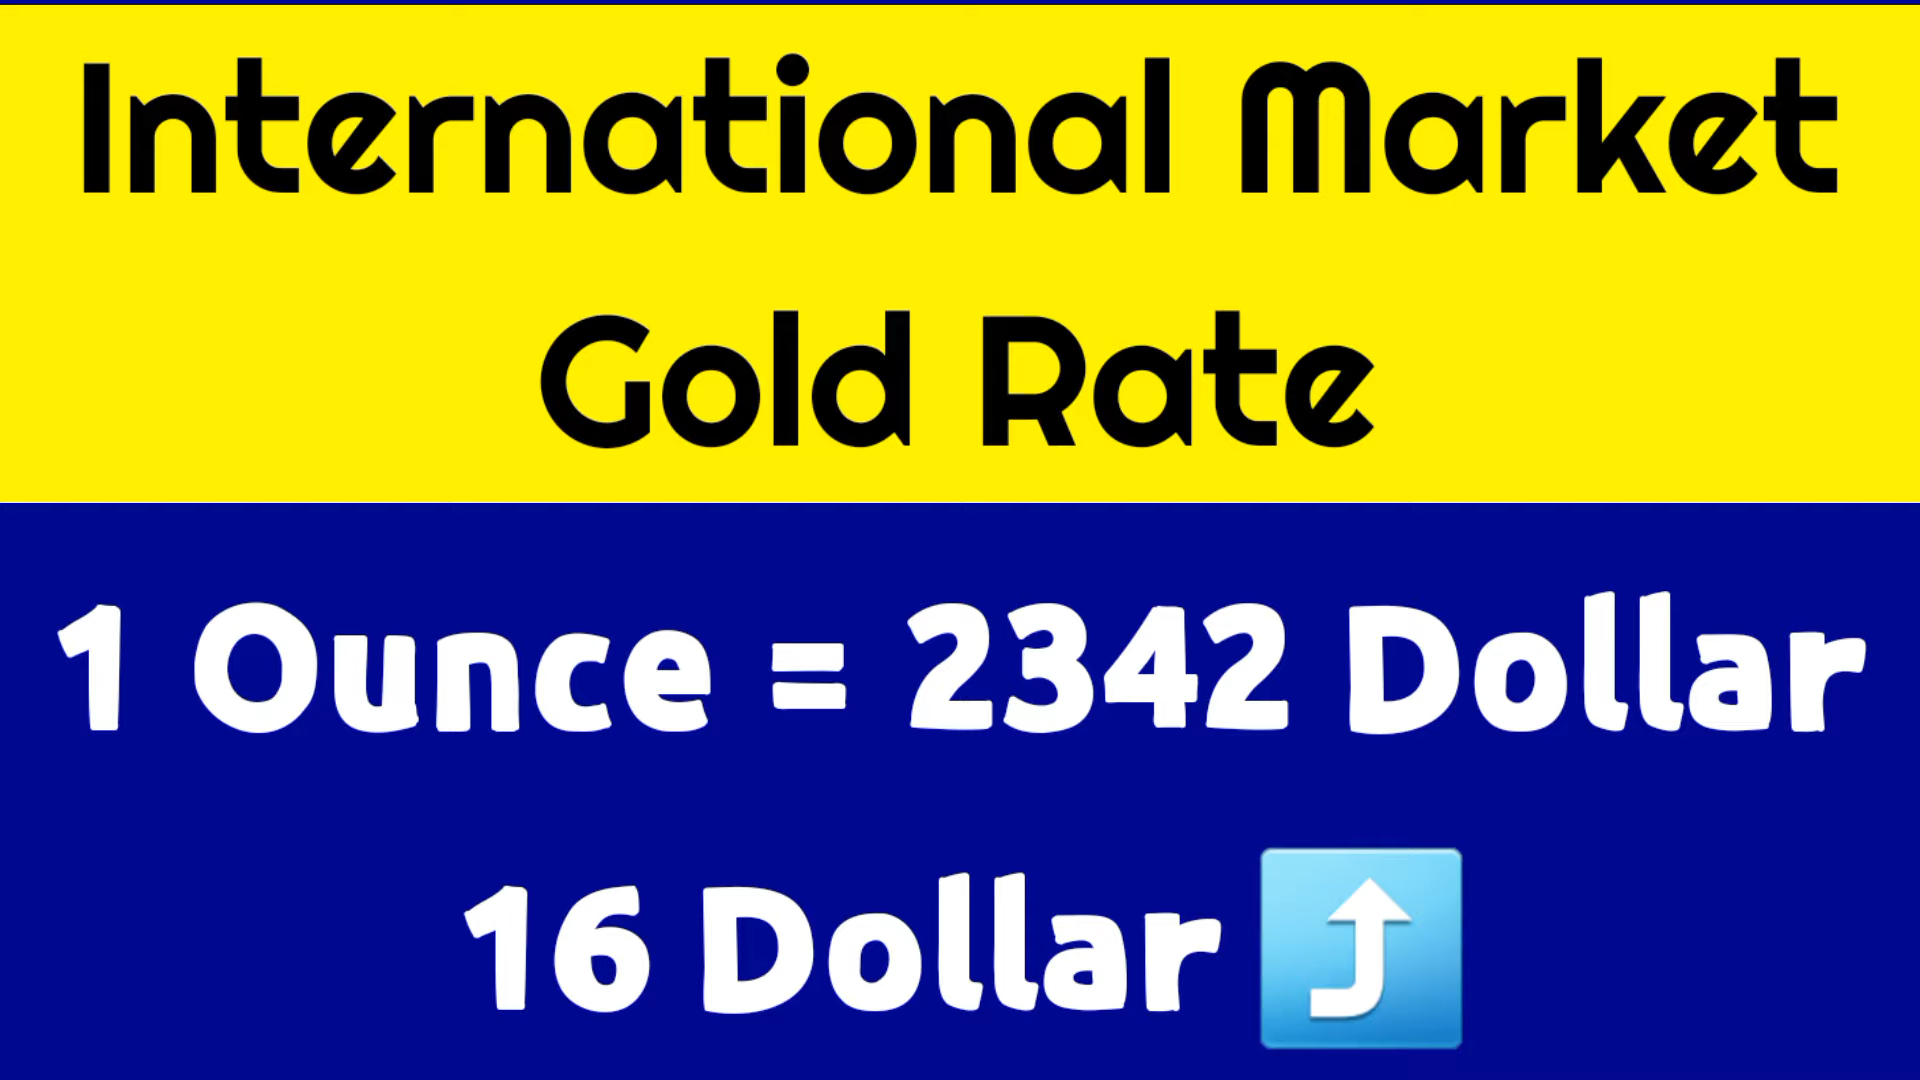 International Market
Gold Rate
1 Ounce = 2342 Dollar
16 Dollar ⤴